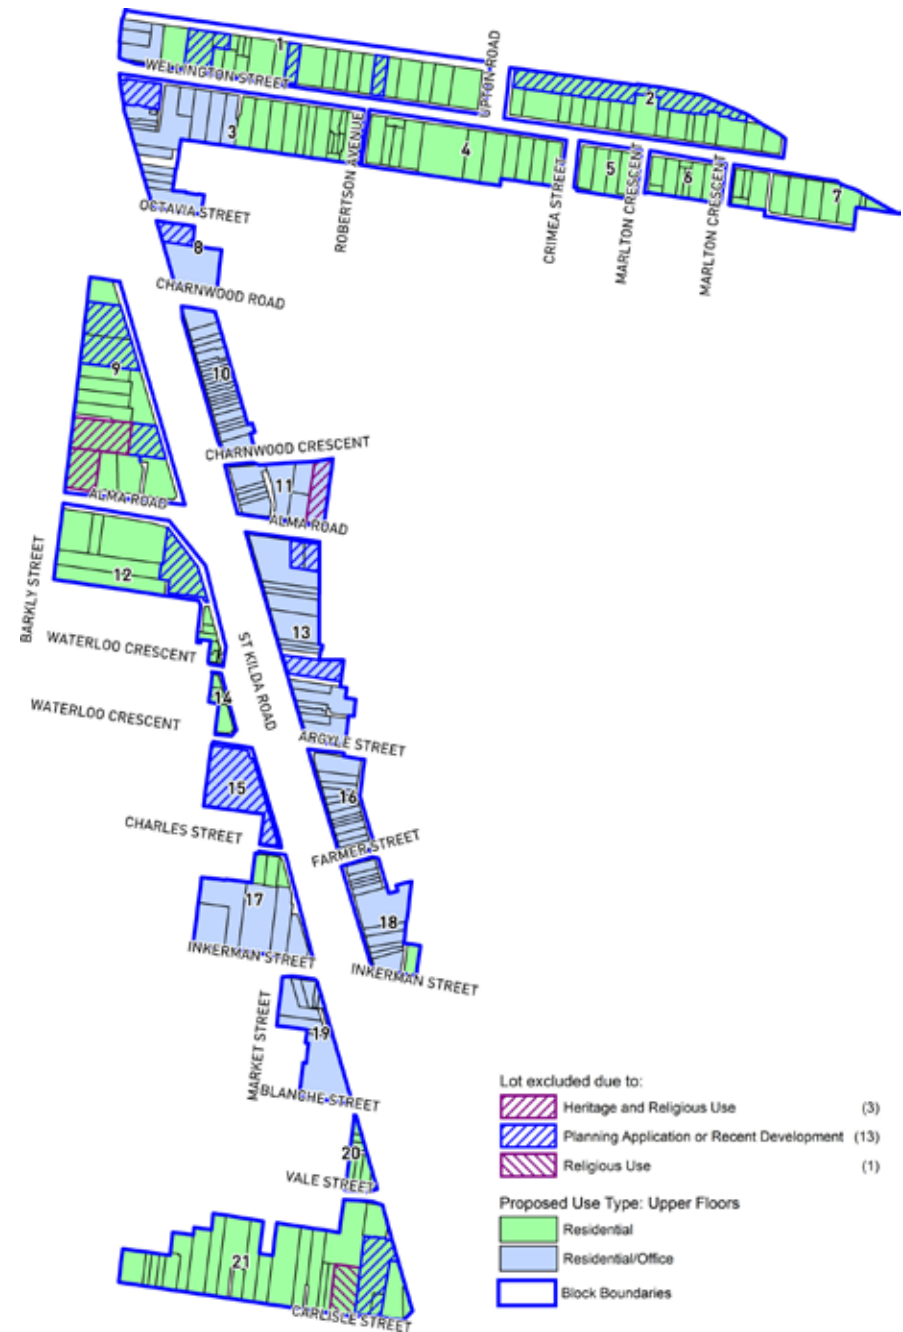 1
UPTON ROAD
WELLINGTON STREET
2
3
ROBERTSON AVENUE
4
CRIMEA STREET
5
MARLTON CRESCENT
6
MARLTON CRESCENT
7
OCTAVIA STREET
8
CHARNWOOD ROAD
9
10
CHARNWOOD CRESCENT
11
ALMA ROAD
ALMA ROAD
BARKLY STREET
12
13
WATERLOO CRESCENT
ST KILDA ROAD
14
WATERLOO CRESCENT
ARGYLE STREET
15
16
CHARLES STREET
FARMER STREET
17
18
INKERMAN STREET
INKERMAN STREET
MARKET STREET
19
BLANCHE STREET
20
VALE STREET
21
CARLISLE STREET
Lot excluded due to:
Heritage and Religious Use (3)
Planning Application or Recent Development (13)
Religious Use (1)
Proposed Use Type: Upper Floors
Residential
Residential/Office
Block Boundaries